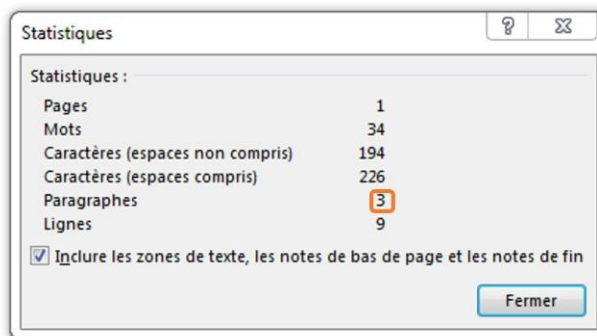 Statistiques
Statistiques :
Pages 1
Mots 34
Caractères (espaces non compris) 194
Caractères (espaces compris) 226
Paragraphes 3
Lignes 9
Inclure les zones de texte, les notes de bas de page et les notes de fin
Fermer